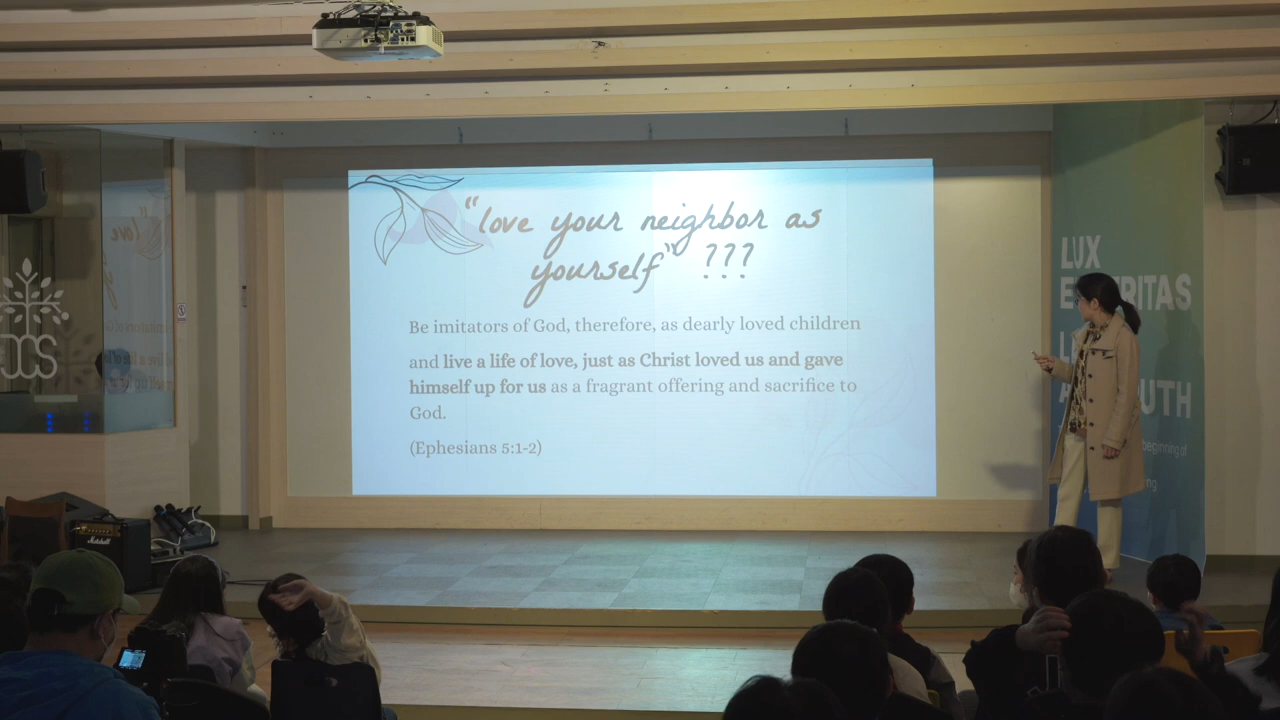 "love your neighbor as
yourself" ???
Be imitators of God, therefore, as dearly loved children
and live a life of love, just as Christ loved us and gave
himself up for us as a fragrant offering and sacrifice to
God.
(Ephesians 5:1-2)
LUX
UTH
beginning of
Marshall